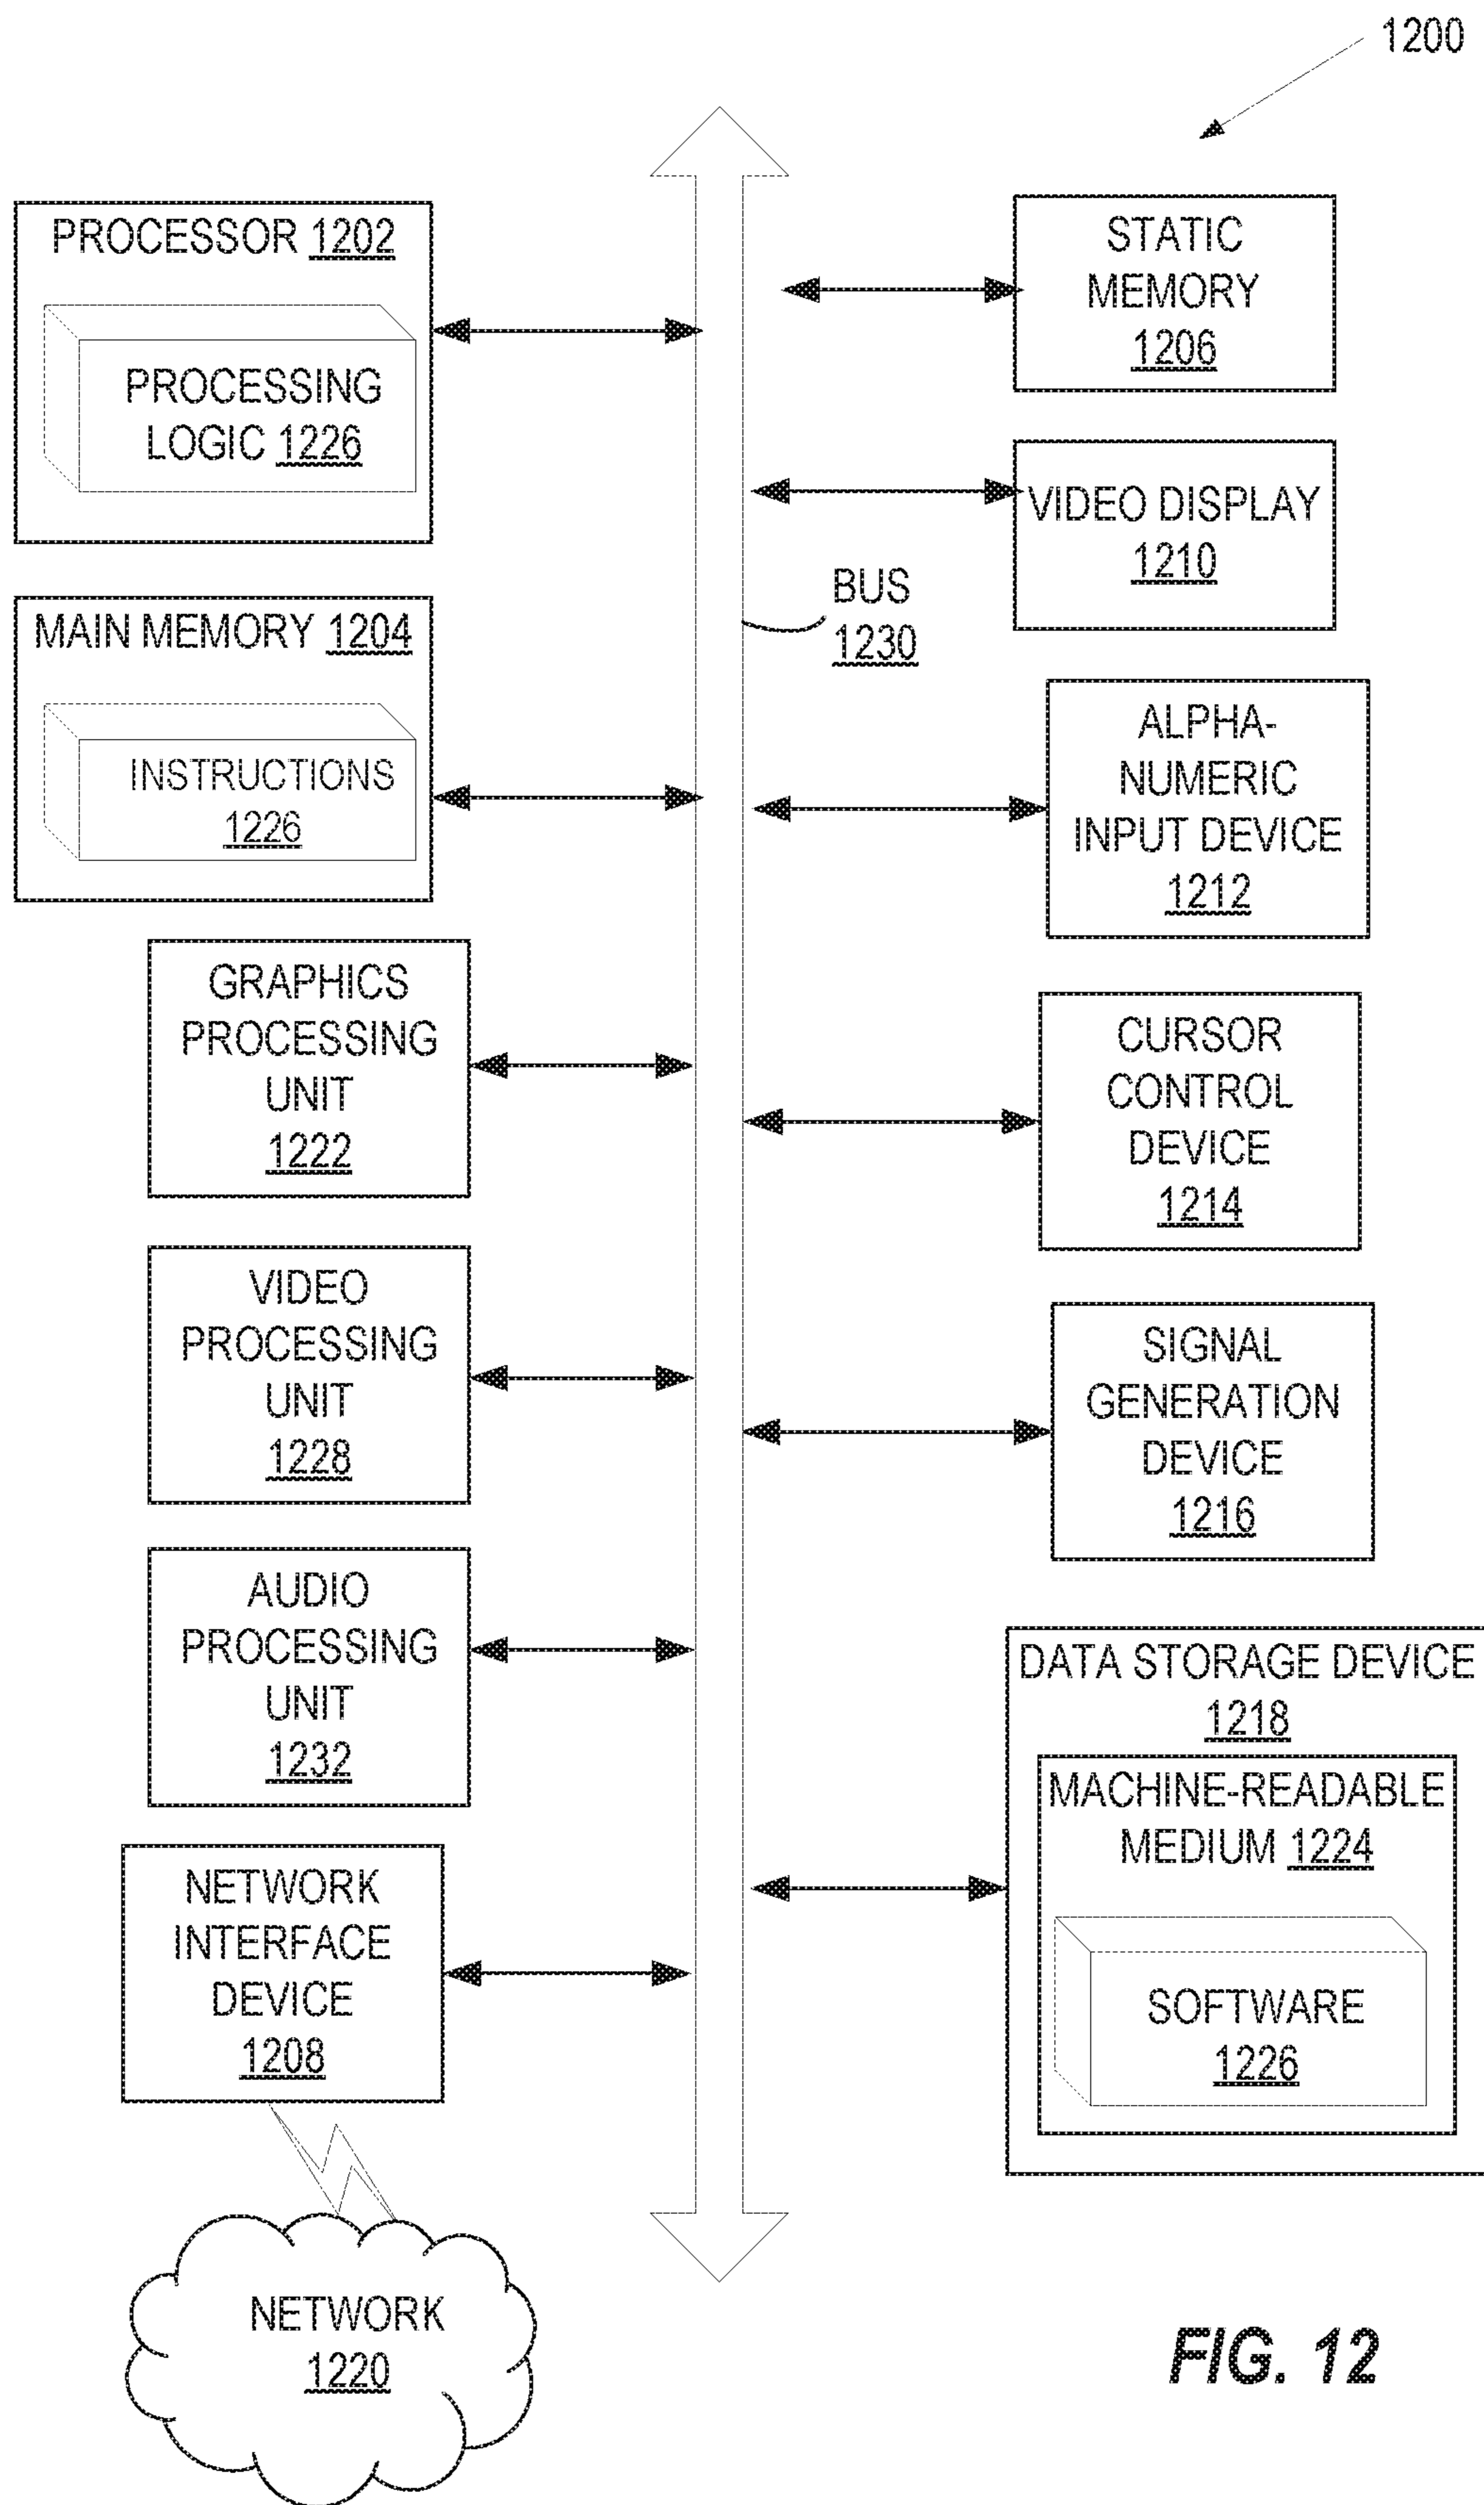 1200
PROCESSOR 1202
PROCESSING
LOGIC 1226
MAIN MEMORY 1204
INSTRUCTIONS
1226
GRAPHICS
PROCESSING
UNIT
1222
VIDEO
PROCESSING
UNIT
1228
AUDIO
PROCESSING
UNIT
1232
NETWORK
INTERFACE
DEVICE
1208
NETWORK
1220
BUS
1230
STATIC
MEMORY
1206
VIDEO DISPLAY
1210
ALPHA-
NUMERIC
INPUT DEVICE
1212
CURSOR
CONTROL
DEVICE
1214
SIGNAL
GENERATION
DEVICE
1216
DATA STORAGE DEVICE
1218
MACHINE-READABLE
MEDIUM 1224
SOFTWARE
1226
FIG. 12